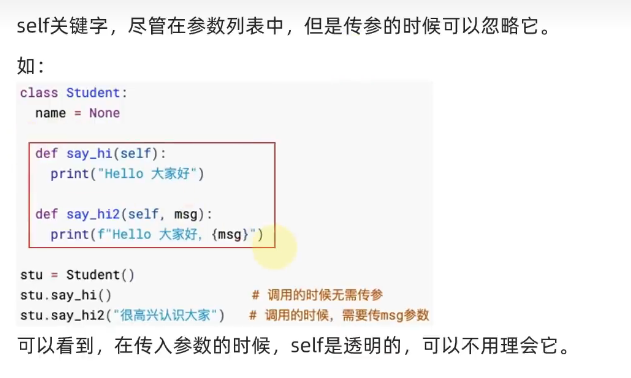 self关键字，尽管在参数列表中，但是传参的时候可以忽略它。
如：
class Student:
  name = None
  def say_hi(self):
    print("Hello 大家好")
  def say_hi2(self, msg):
    print(f"Hello 大家好, {msg}")
stu = Student()
stu.say_hi()                # 调用的时候无需传参
stu.say_hi2("很高兴认识大家")   # 调用的时候，需要传msg参数
可以看到，在传入参数的时候，self是透明的，可以不用理会它。